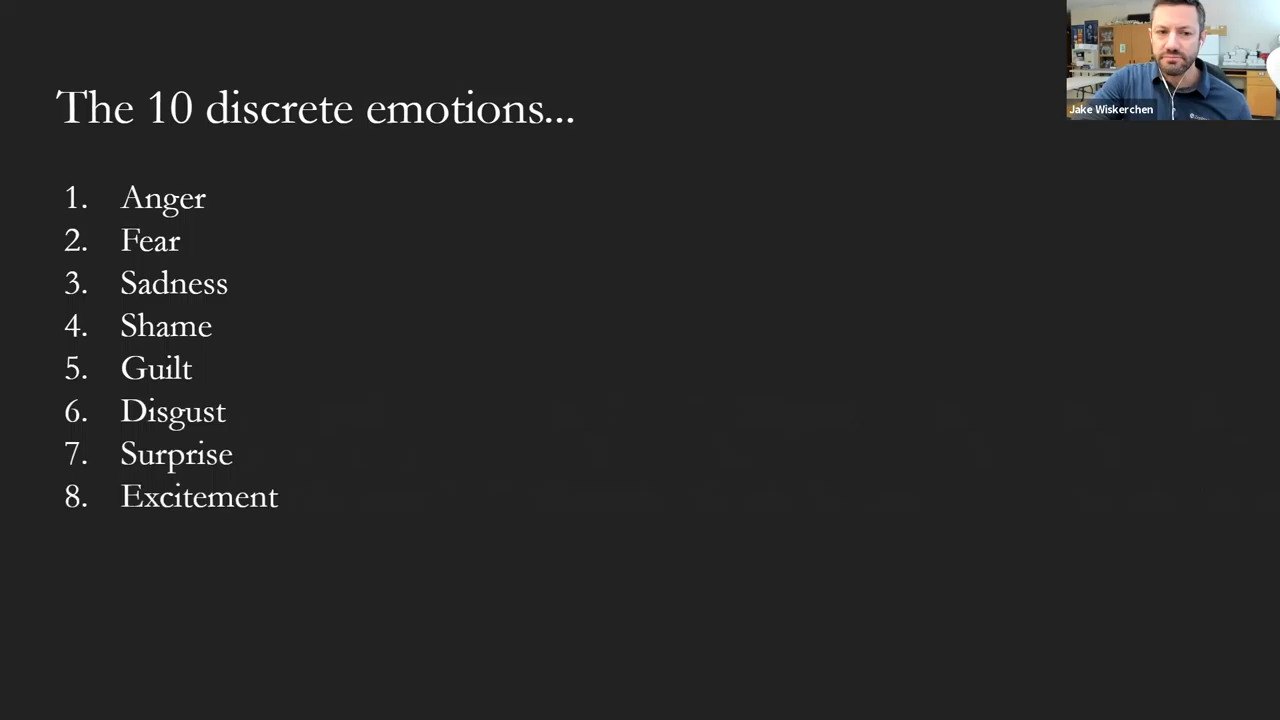 The 10 discrete emotions...
1. Anger
2. Fear
3. Sadness
4. Shame
5. Guilt
6. Disgust
7. Surprise
8. Excitement
Jake Wiskerchen